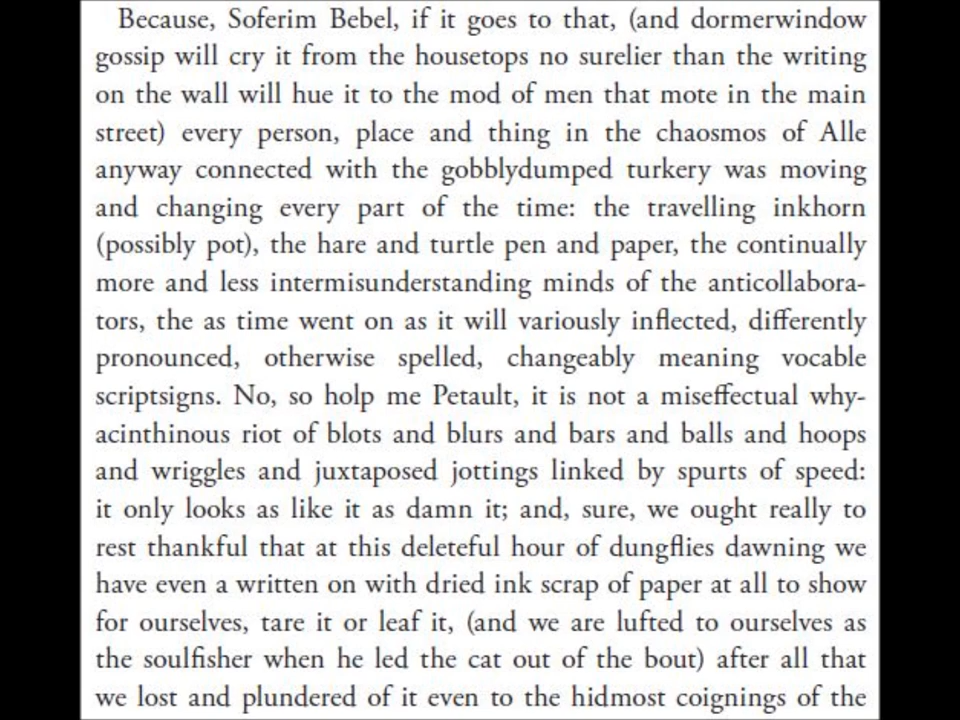 Because, Soferim Bebel, if it goes to that, (and dormerwindow
gossip will cry it from the housetops no surelier than the writing
on the wall will hue it to the mod of men that mote in the main
street) every person, place and thing in the chaosmos of Alle
anyway connected with the gobblydumped turkery was moving
and changing every part of the time: the travelling inkhorn
(possibly pot), the hare and turtle pen and paper, the continually
more and less intermisunderstanding minds of the anticollabora-
tors, the as time went on as it will variously inflected, differently
pronounced, otherwise spelled, changeably meaning vocable
scriptsigns. No, so holp me Petault, it is not a miseffectual why-
acinthinous riot of blots and blurs and bars and balls and hoops
and wriggles and juxtaposed jottings linked by spurts of speed:
it only looks as like it as damn it; and, sure, we ought really to
rest thankful that at this deleteful hour of dungflies dawning we
have even a written on with dried ink scrap of paper at all to show
for ourselves, tare it or leaf it, (and we are lufted to ourselves as
the soulfisher when he led the cat out of the bout) after all that
we lost and plundered of it even to the hidmost coignings of the